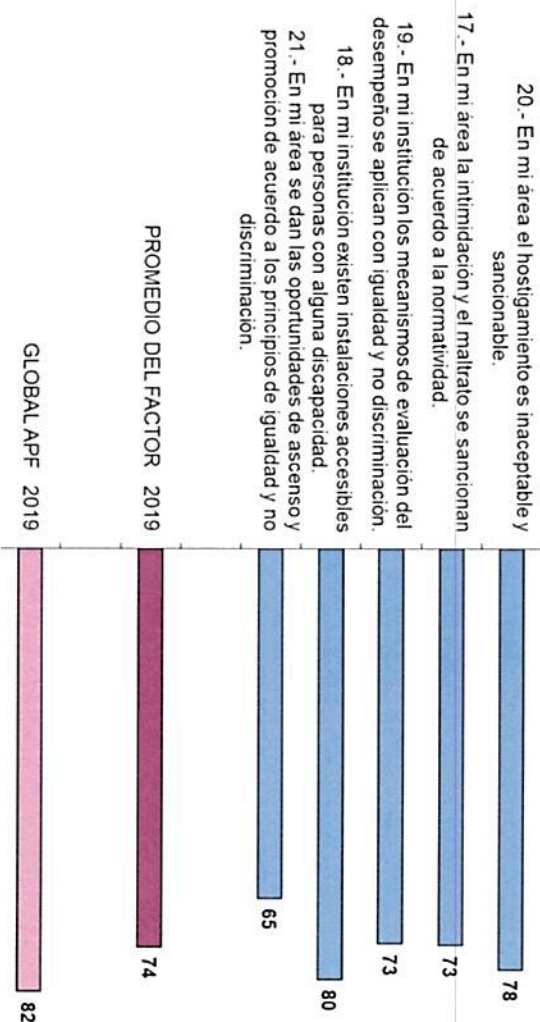 20.- En mi área el hostigamiento es inaceptable y
sancionable.
78
17.- En mi área la intimidación y el maltrato se sancionan
de acuerdo a la normatividad.
73
19.- En mi institución los mecanismos de evaluación del
desempeño se aplican con igualdad y no discriminación.
73
18.- En mi institución existen instalaciones accesibles
para personas con alguna discapacidad.
80
21.- En mi área se dan las oportunidades de ascenso y
promoción de acuerdo a los principios de igualdad y no
discriminación.
65
PROMEDIO DEL FACTOR 2019
74
GLOBAL APF 2019
82